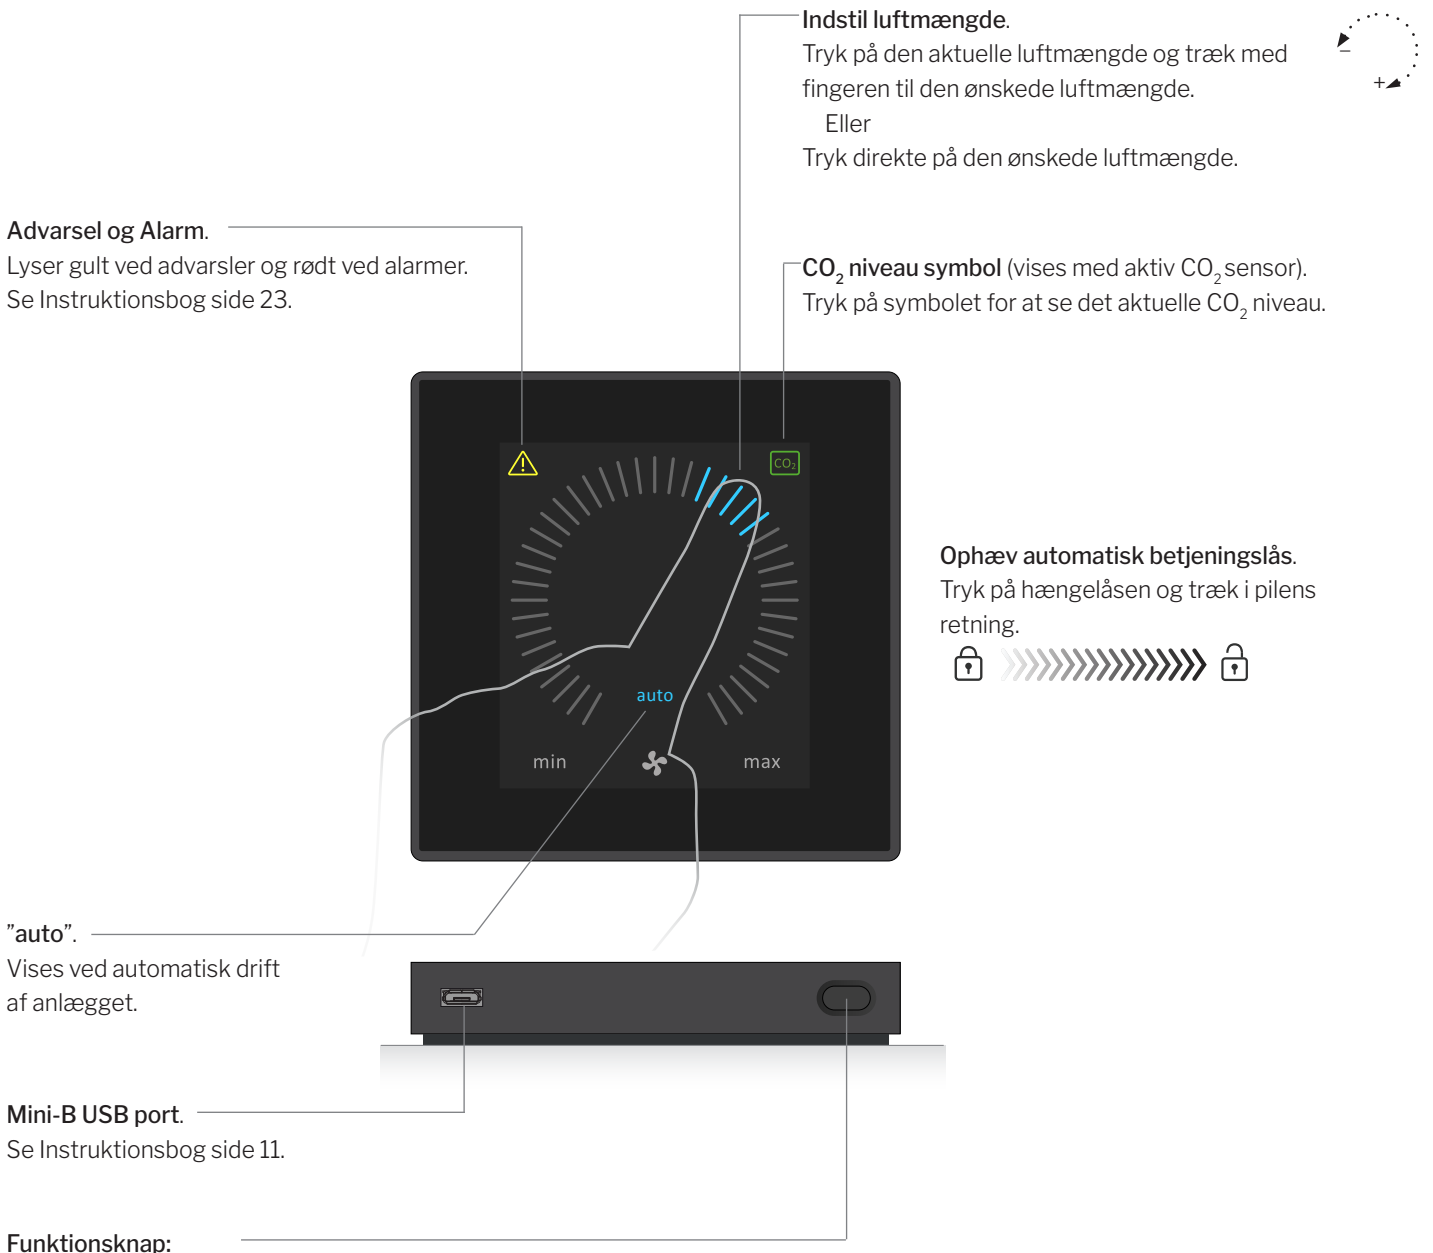 Indstil luftmængde.
Tryk på den aktuelle luftmængde og træk med
fingeren til den ønskede luftmængde.
Eller
Tryk direkte på den ønskede luftmængde.
–
+
Advarsel og Alarm.
Lyser gult ved advarsler og rødt ved alarmer.
Se Instruktionsbog side 23.
CO₂ niveau symbol (vises med aktiv CO₂ sensor).
Tryk på symbolet for at se det aktuelle CO₂ niveau.
CO₂
auto
min
max
Ophæv automatisk betjeningslås.
Tryk på hængelåsen og træk i pilens
retning.
”auto”.
Vises ved automatisk drift
af anlægget.
Mini-B USB port.
Se Instruktionsbog side 11.
Funktionsknap: